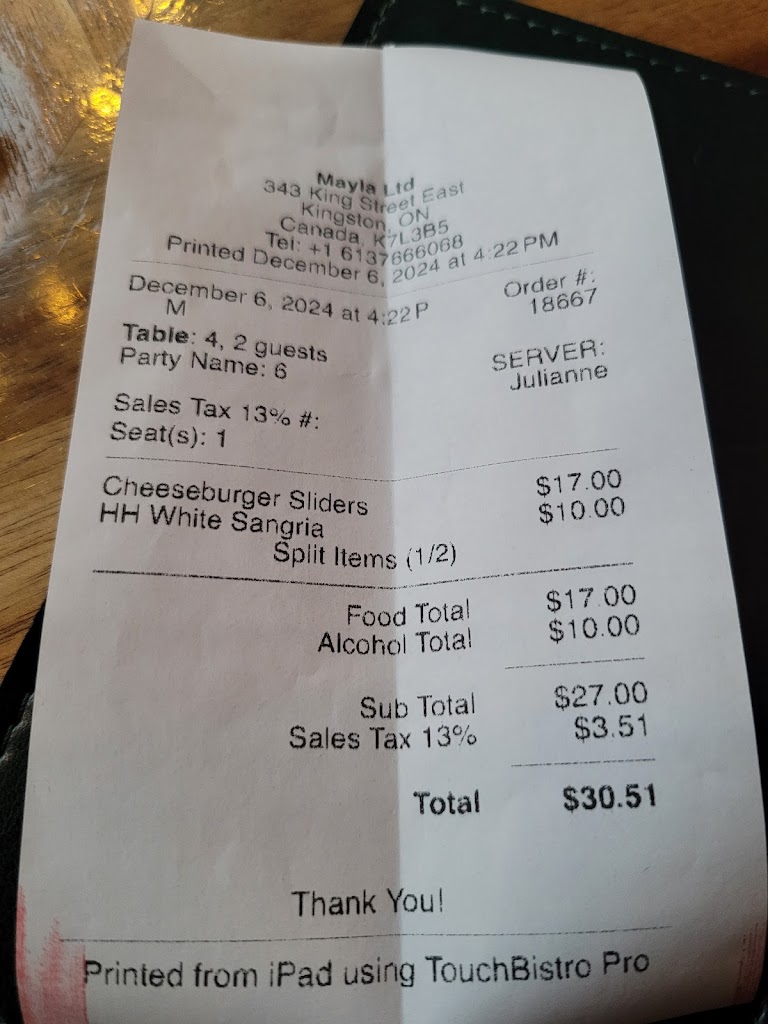 Mayla Ltd
343 King Street East
Kingston, ON
Canada, K7L3B5
Tel: +1 6137666068
Printed December 6, 2024 at 4:22 PM
December 6, 2024 at 4:22 P
M
Order #:
18667
Table: 4, 2 guests
Party Name: 6
SERVER:
Julianne
Sales Tax 13% #:
Seat(s): 1
Cheeseburger Sliders $17.00
HH White Sangria $10.00
Split Items (1/2)
Food Total $17.00
Alcohol Total $10.00
Sub Total $27.00
Sales Tax 13% $3.51
Total $30.51
Thank You!
Printed from iPad using TouchBistro Pro